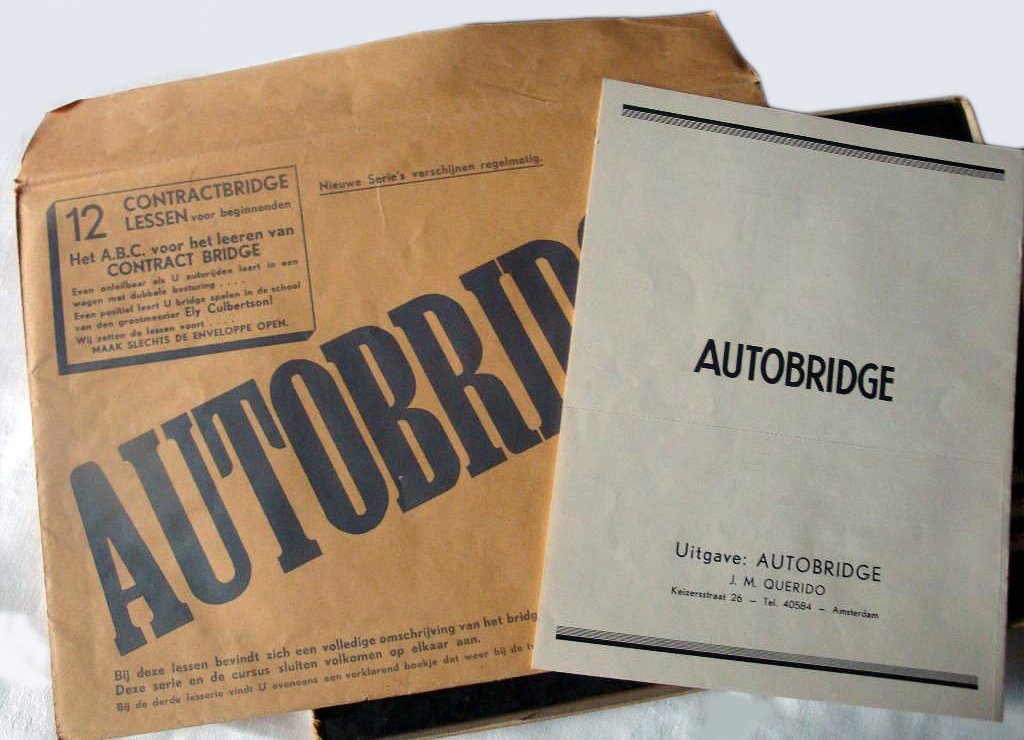 12 CONTRACTBRIDGE
LESSEN voor beginnenden
Het A.B.C. voor het leeren van
CONTRACT BRIDGE
Even onfeilbaar als U autorijden leert in een
wagen met dubbele besturing . . . .
Even positief leert U bridge spelen in de school
van den grootmeester Ely Culbertson!
Wij zetten de lessen voort . . . .
MAAK SLECHTS DE ENVELOPPE OPEN.
Nieuwe Serie's verschijnen regelmatig.
AUTOBRID
Bij deze lessen bevindt zich een volledige omschrijving van het bridg
Deze serie en de cursus sluiten volkomen op elkaar aan.
Bij de derde lesserie vindt U eveneens een verklarend boekje dat weer bij de
AUTOBRIDGE
Uitgave: AUTOBRIDGE
J. M. QUERIDO
Keizersstraat 26 — Tel. 40584 — Amsterdam